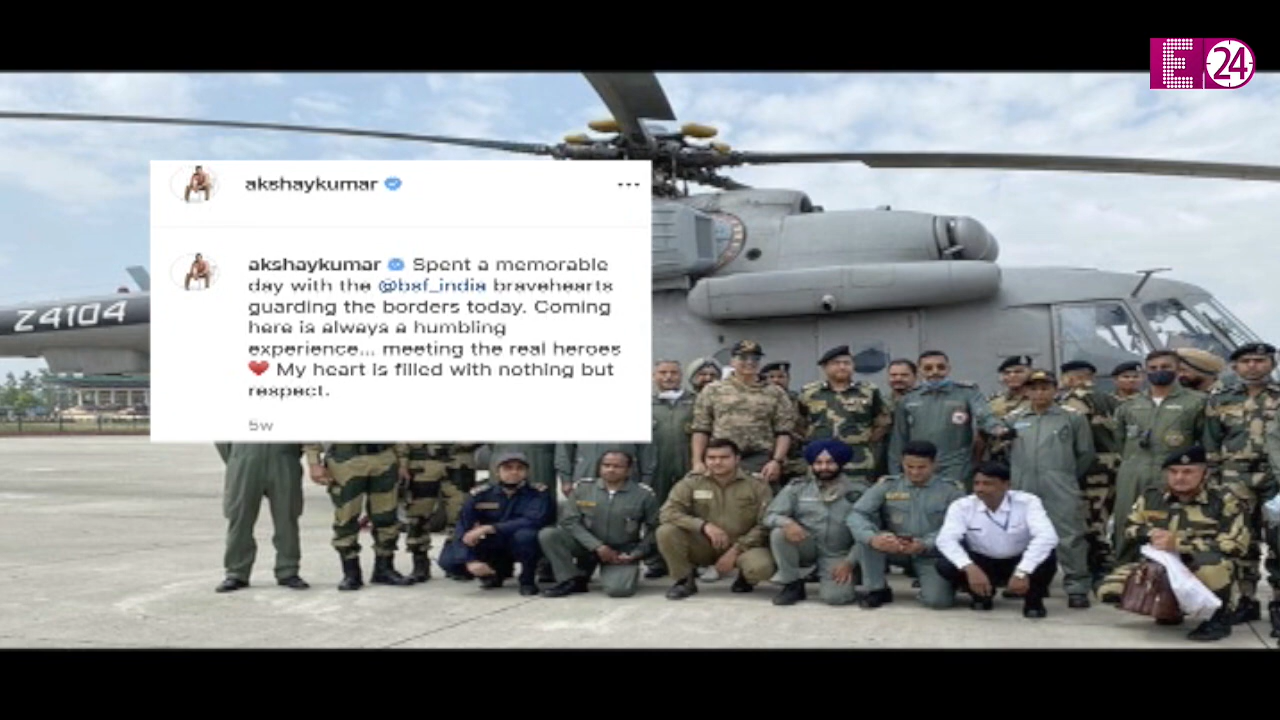 E 24
akshaykumar
Z4104
akshaykumar Spent a memorable
day with the @bsf_india bravehearts
guarding the borders today. Coming
here is always a humbling
experience... meeting the real heroes
❤️ My heart is filled with nothing but
respect.
5w